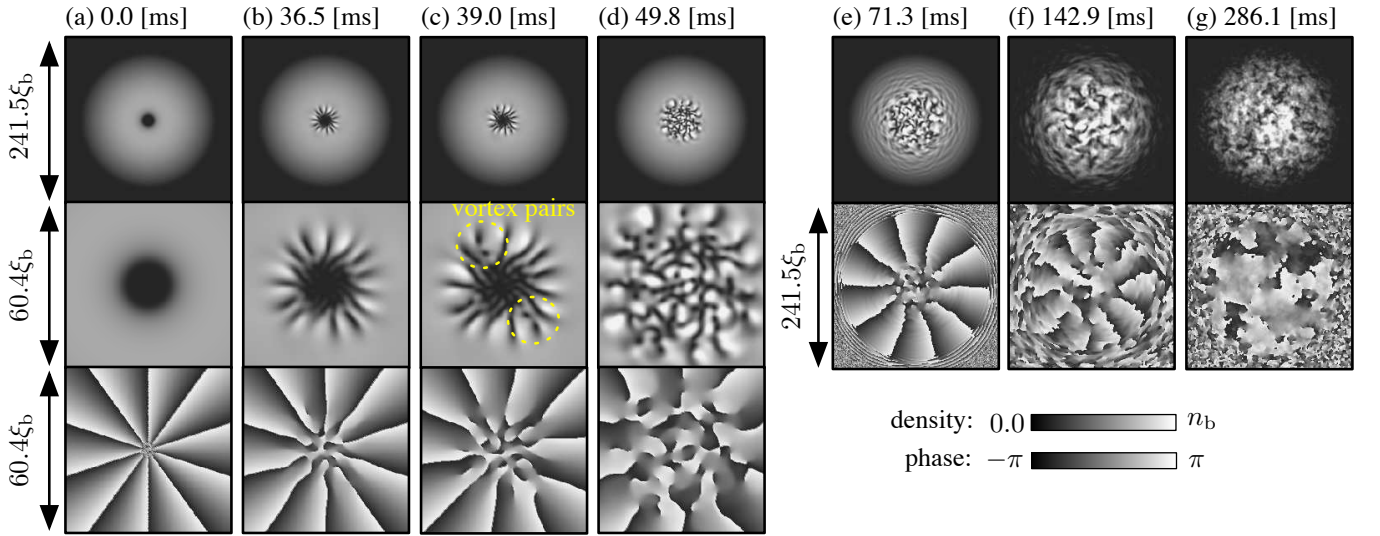 (a) 0.0 [ms]
(b) 36.5 [ms]
(c) 39.0 [ms]
(d) 49.8 [ms]
(e) 71.3 [ms]
(f) 142.9 [ms]
(g) 286.1 [ms]
241.5ξb
60.4ξb
vortex pairs
60.4ξb
241.5ξb
density: 0.0 nb
phase: −π π